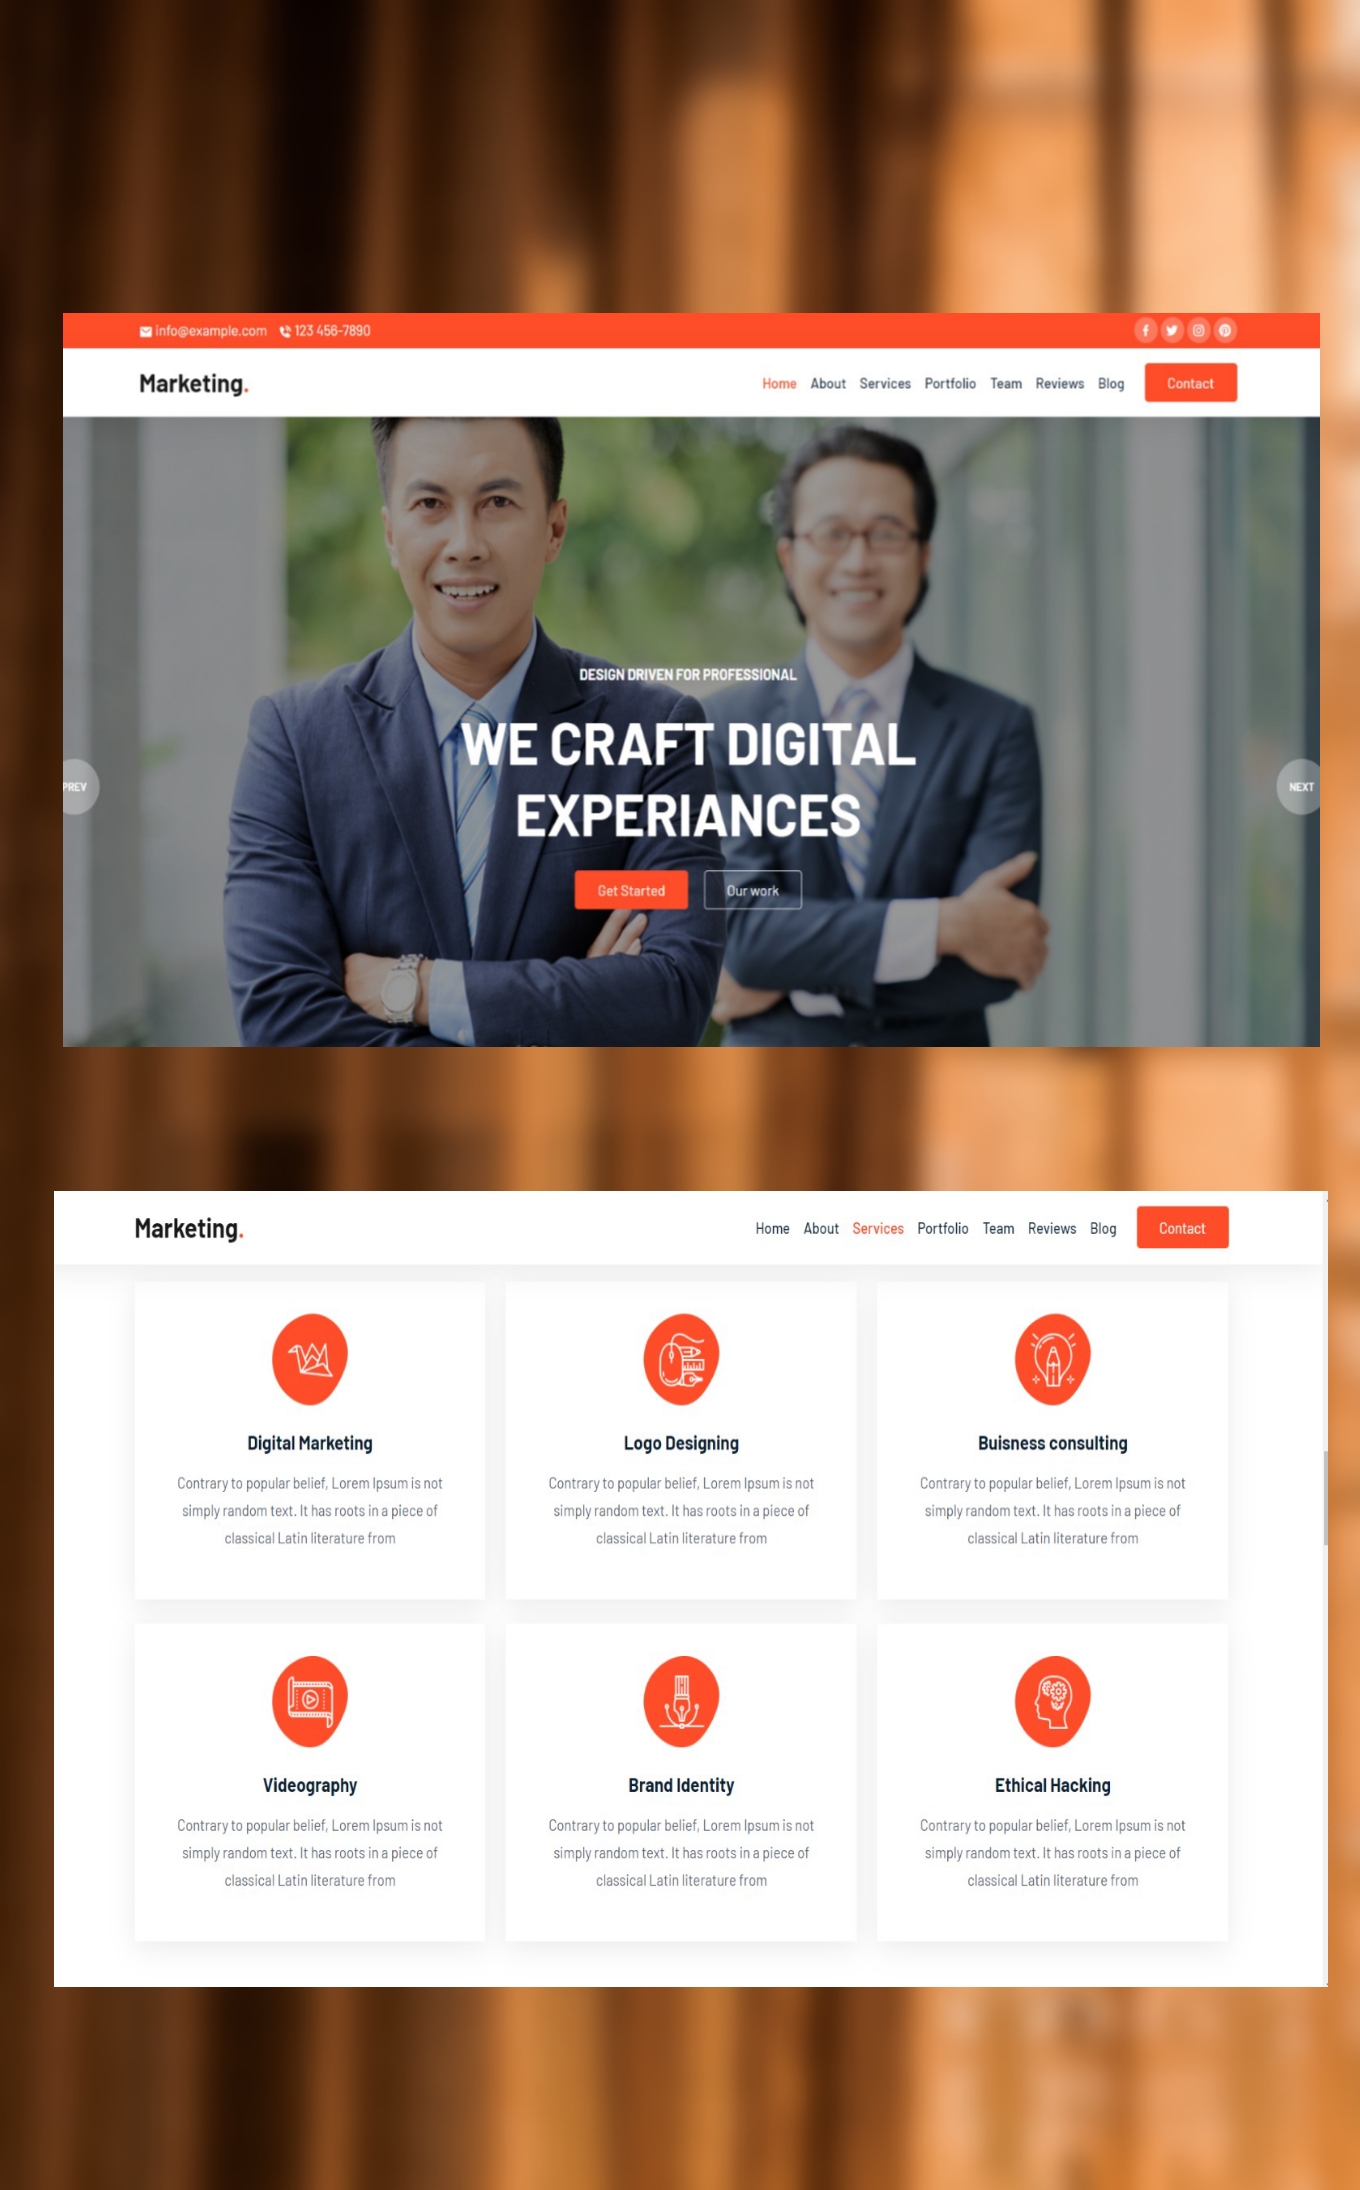 info@example.com 123 456-7890
Marketing.
Home About Services Portfolio Team Reviews Blog Contact
DESIGN DRIVEN FOR PROFESSIONAL
WE CRAFT DIGITAL
EXPERIANCES
PREV
NEXT
Get Started Our work
Marketing.
Home About Services Portfolio Team Reviews Blog Contact
Digital Marketing
Contrary to popular belief, Lorem Ipsum is not
simply random text. It has roots in a piece of
classical Latin literature from
Logo Designing
Contrary to popular belief, Lorem Ipsum is not
simply random text. It has roots in a piece of
classical Latin literature from
Buisness consulting
Contrary to popular belief, Lorem Ipsum is not
simply random text. It has roots in a piece of
classical Latin literature from
Videography
Contrary to popular belief, Lorem Ipsum is not
simply random text. It has roots in a piece of
classical Latin literature from
Brand Identity
Contrary to popular belief, Lorem Ipsum is not
simply random text. It has roots in a piece of
classical Latin literature from
Ethical Hacking
Contrary to popular belief, Lorem Ipsum is not
simply random text. It has roots in a piece of
classical Latin literature from